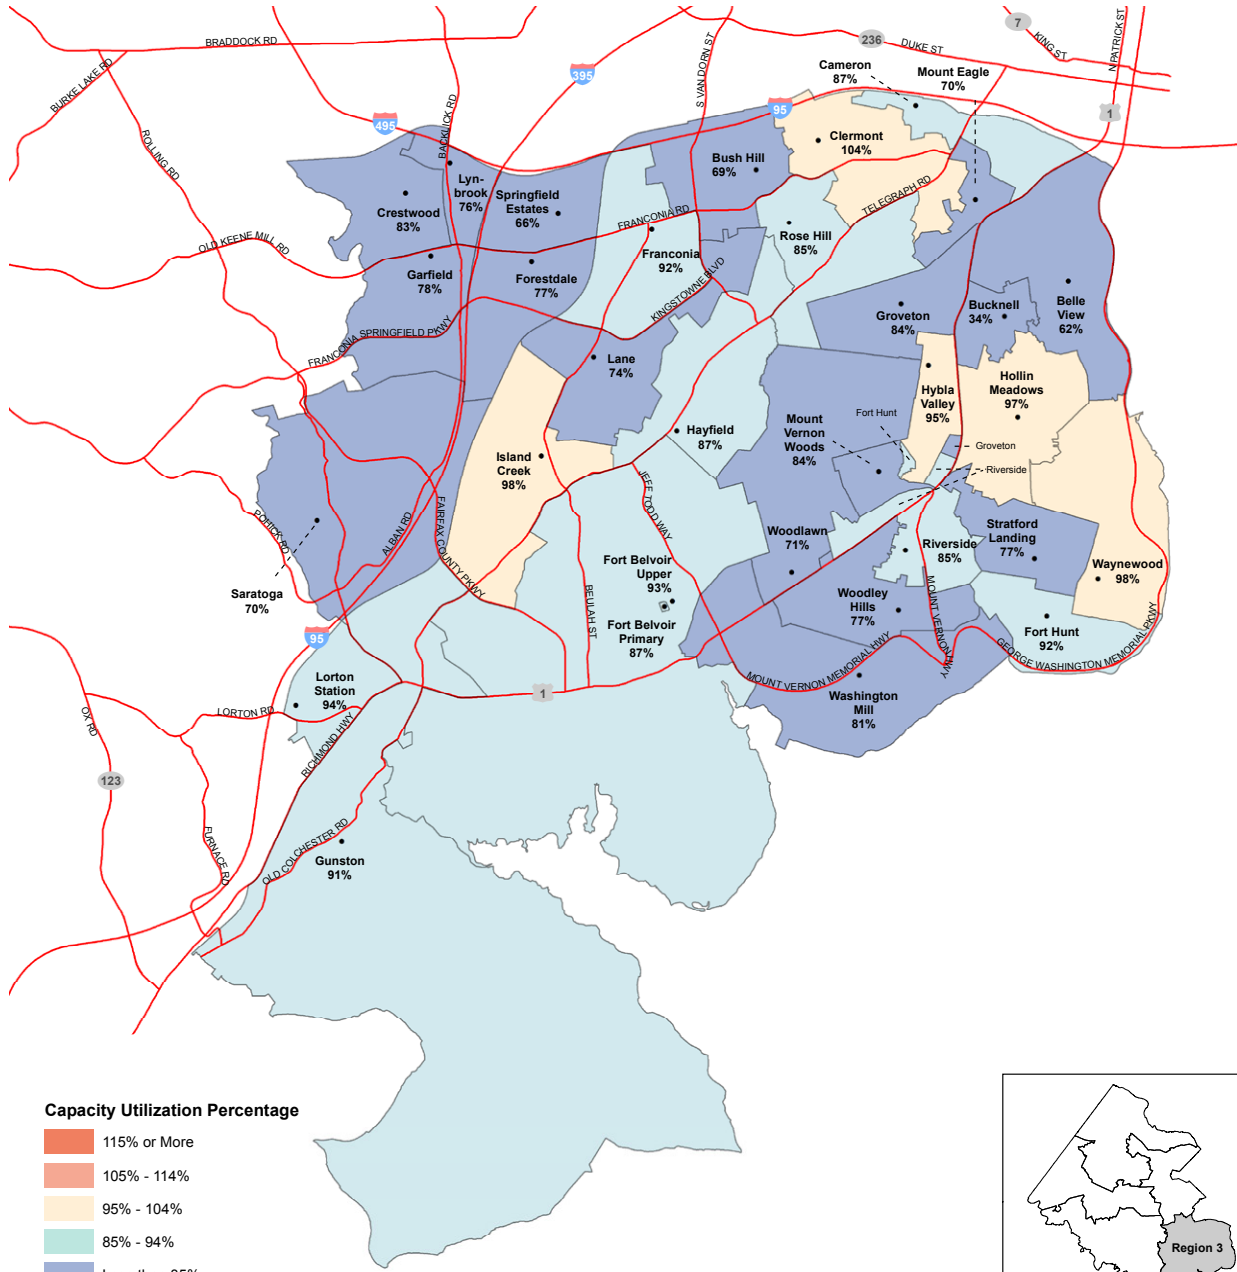 7
236
DUKE ST
KING ST
N PATRICK ST
BRADDOCK RD
BURKE LAKE RD
395
S VAN DORN ST
Cameron
87%
Mount Eagle
70%
495
BACKLICK RD
95
1
ROLLING RD
Clermont
104%
Bush Hill
69%
Lyn-
brook
76%
Springfield
Estates
66%
Crestwood
83%
TELEGRAPH RD
FRANCONIA RD
Rose Hill
85%
OLD KEENE MILL RD
Franconia
92%
Garfield
78%
Forestdale
77%
KINGSTOWNE BLVD
Groveton
84%
Bucknell
34%
Belle
View
62%
FRANCONIA SPRINGFIELD PKWY
Lane
74%
Hollin
Meadows
97%
Hybla
Valley
95%
Fort Hunt
Mount
Vernon
Woods
84%
Hayfield
87%
Groveton
Riverside
Island
Creek
98%
JEFF TODD WAY
FAIRFAX COUNTY PKWY
ALBAN RD
POHICK RD
Woodlawn
71%
Stratford
Landing
77%
Riverside
85%
Waynewood
98%
Fort Belvoir
Upper
93%
BEULAH ST
Saratoga
70%
Woodley
Hills
77%
MOUNT VERNON HWY
Fort Belvoir
Primary
87%
95
Fort Hunt
92%
GEORGE WASHINGTON MEMORIAL PKWY
MOUNT VERNON MEMORIAL HWY
Lorton
Station
94%
1
Washington
Mill
81%
OX RD
LORTON RD
RICHMOND HWY
123
FURNACE RD
OLD COLCHESTER RD
Gunston
91%
Capacity Utilization Percentage
115% or More
105% - 114%
95% - 104%
85% - 94%
Region 3